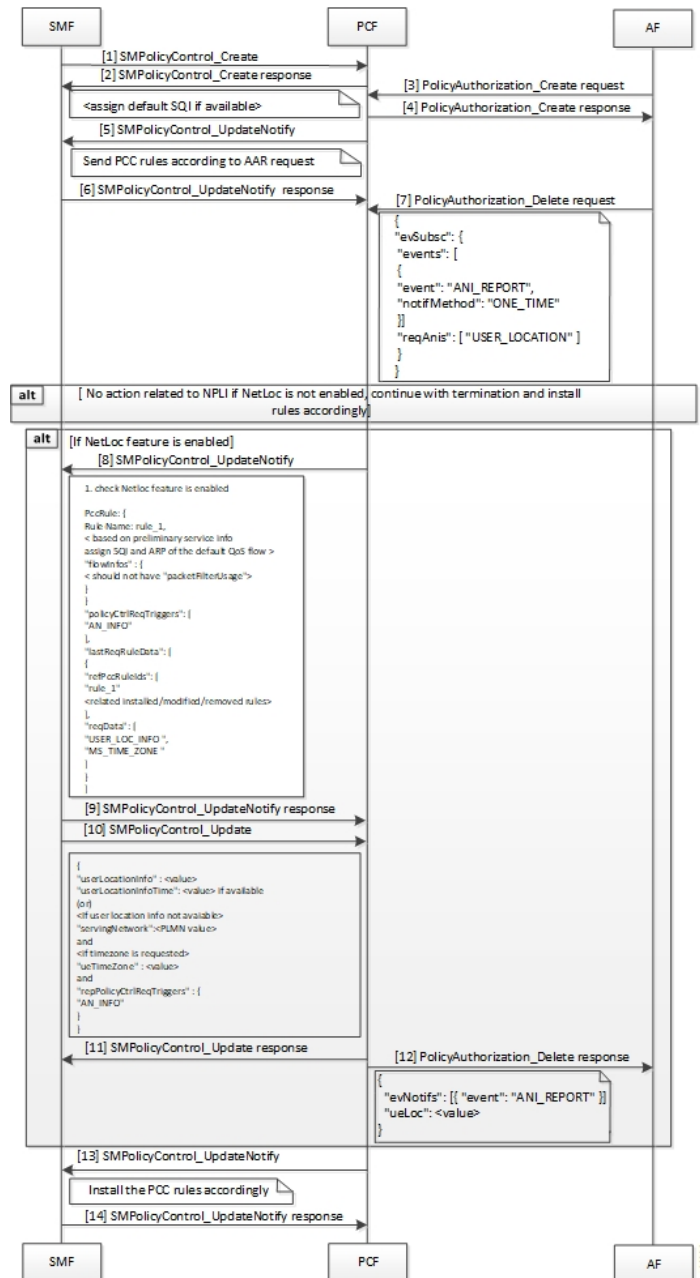 SMF
PCF
AF
[1] SMPolicyControl_Create
[2] SMPolicyControl_Create response
[3] PolicyAuthorization_Create request
<assign default 5QI if available>
[4] PolicyAuthorization_Create response
[5] SMPolicyControl_UpdateNotify
Send PCC rules according to AAR request
[6] SMPolicyControl_UpdateNotify response
[7] PolicyAuthorization_Delete request
{
"evSubsc": {
"events": [
{
"event": "ANI_REPORT",
"notifMethod": "ONE_TIME"
}]
"reqAnis": [ "USER_LOCATION" ]
}
}
alt
[ No action related to NPLI if NetLoc is not enabled, continue with termination and install
rules accordingly]
alt
[If NetLoc feature is enabled]
[8] SMPolicyControl_UpdateNotify
1. check Netloc feature is enabled
PccRule: {
Rule-Name: rule_1,
< based on preliminary service info
assign 5QI and ARP of the default QoS flow >
"flowInfos" : {
< should not have "packetFilterUsage">
}
}
"policyCtrlReqTriggers": [
"AN_INFO"
],
"lastReqRuleData": [
{
"refPccRuleIds": [
"rule_1"
<related installed/modified/removed rules>
],
"reqData": [
"USER_LOC_INFO ",
"MS_TIME_ZONE "
]
}
]
[9] SMPolicyControl_UpdateNotify response
[10] SMPolicyControl_Update
{
"userLocationInfo" : <value>
"userLocationInfoTime": <value> if available
(or)
<If user location info not avaiable>
"servingNetwork":<PLMN value>
and
<if timezone is requested>
"ueTimeZone" : <value>
and
"repPolicyCtrlReqTriggers" : {
"AN_INFO"
}
}
[11] SMPolicyControl_Update response
[12] PolicyAuthorization_Delete response
{
"evNotifs": [{ "event": "ANI_REPORT" }]
"ueLoc": <value>
}
[13] SMPolicyControl_UpdateNotify
Install the PCC rules accordingly
[14] SMPolicyControl_UpdateNotify response
SMF
PCF
AF